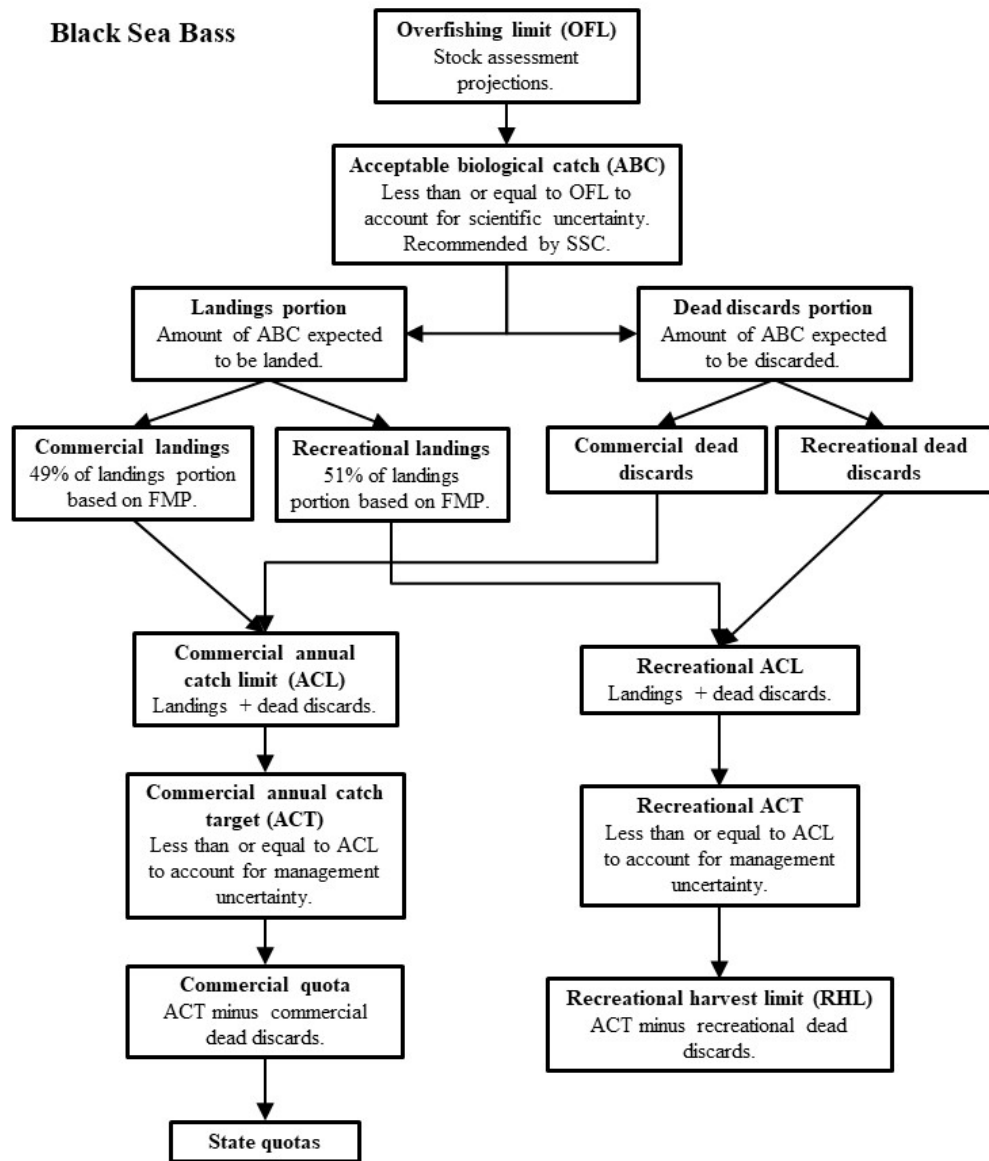 Black Sea Bass
Overfishing limit (OFL)
Stock assessment
projections.
Acceptable biological catch (ABC)
Less than or equal to OFL to
account for scientific uncertainty.
Recommended by SSC.
Landings portion
Amount of ABC expected
to be landed.
Dead discards portion
Amount of ABC expected
to be discarded.
Commercial landings
49% of landings portion
based on FMP.
Recreational landings
51% of landings
portion based on FMP.
Commercial dead
discards
Recreational dead
discards
Commercial annual
catch limit (ACL)
Landings + dead discards.
Recreational ACL
Landings + dead discards.
Commercial annual catch
target (ACT)
Less than or equal to ACL
to account for management
uncertainty.
Recreational ACT
Less than or equal to ACL
to account for management
uncertainty.
Commercial quota
ACT minus commercial
dead discards.
Recreational harvest limit (RHL)
ACT minus recreational dead
discards.
State quotas